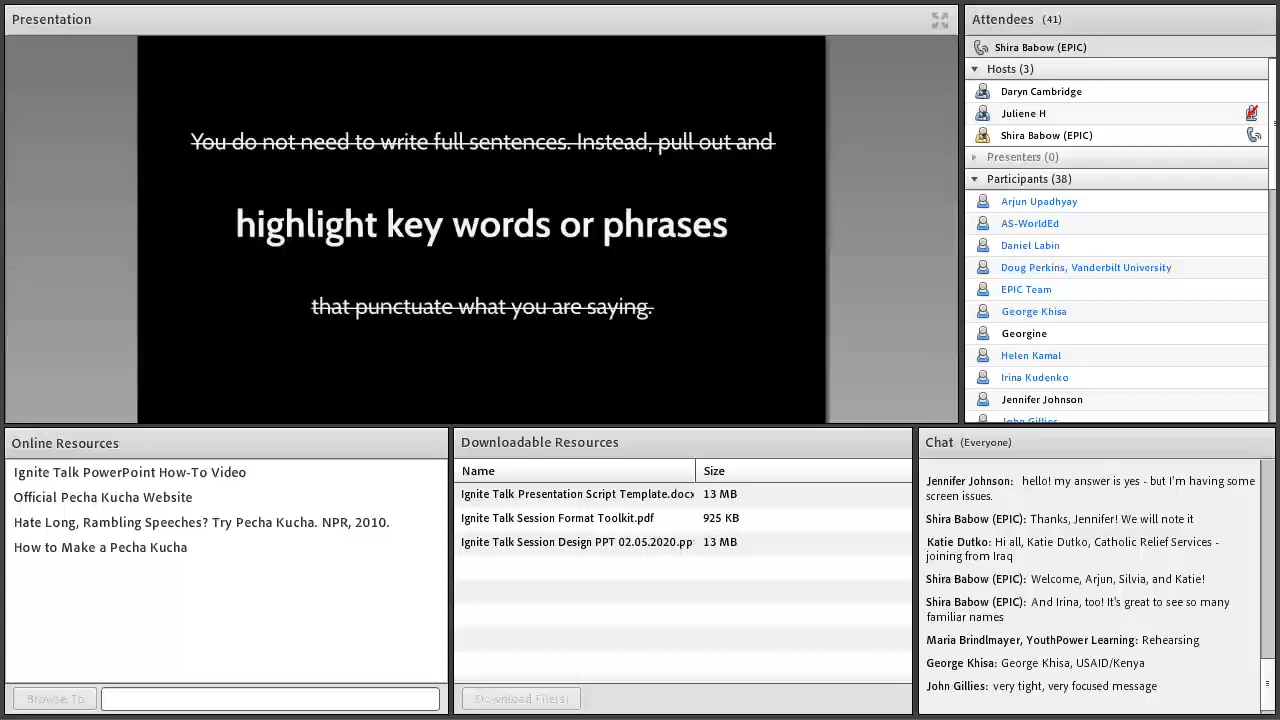 Presentation
You do not need to write full sentences. Instead, pull out and
highlight key words or phrases
that punctuate what you are saying.
Attendees (41)
Shira Babow (EPIC)
Hosts (3)
Daryn Cambridge
Juliene H
Shira Babow (EPIC)
Presenters (0)
Participants (38)
Arjun Upadhyay
AS-WorldEd
Daniel Labin
Doug Perkins, Vanderbilt University
EPIC Team
George Khisa
Georgine
Helen Kamal
Irina Kudenko
Jennifer Johnson
John Gillies
Online Resources
Ignite Talk PowerPoint How-To Video
Official Pecha Kucha Website
Hate Long, Rambling Speeches? Try Pecha Kucha. NPR, 2010.
How to Make a Pecha Kucha
Browse To
Downloadable Resources
Name Size
Ignite Talk Presentation Script Template.docx 13 MB
Ignite Talk Session Format Toolkit.pdf 925 KB
Ignite Talk Session Design PPT 02.05.2020.pp 13 MB
Download File(s)
Chat (Everyone)
Jennifer Johnson: hello! my answer is yes - but I'm having some
screen issues.
Shira Babow (EPIC): Thanks, Jennifer! We will note it
Katie Dutko: Hi all, Katie Dutko, Catholic Relief Services -
joining from Iraq
Shira Babow (EPIC): Welcome, Arjun, Silvia, and Katie!
Shira Babow (EPIC): And Irina, too! It's great to see so many
familiar names
Maria Brindlmayer, YouthPower Learning: Rehearsing
George Khisa: George Khisa, USAID/Kenya
John Gillies: very tight, very focused message